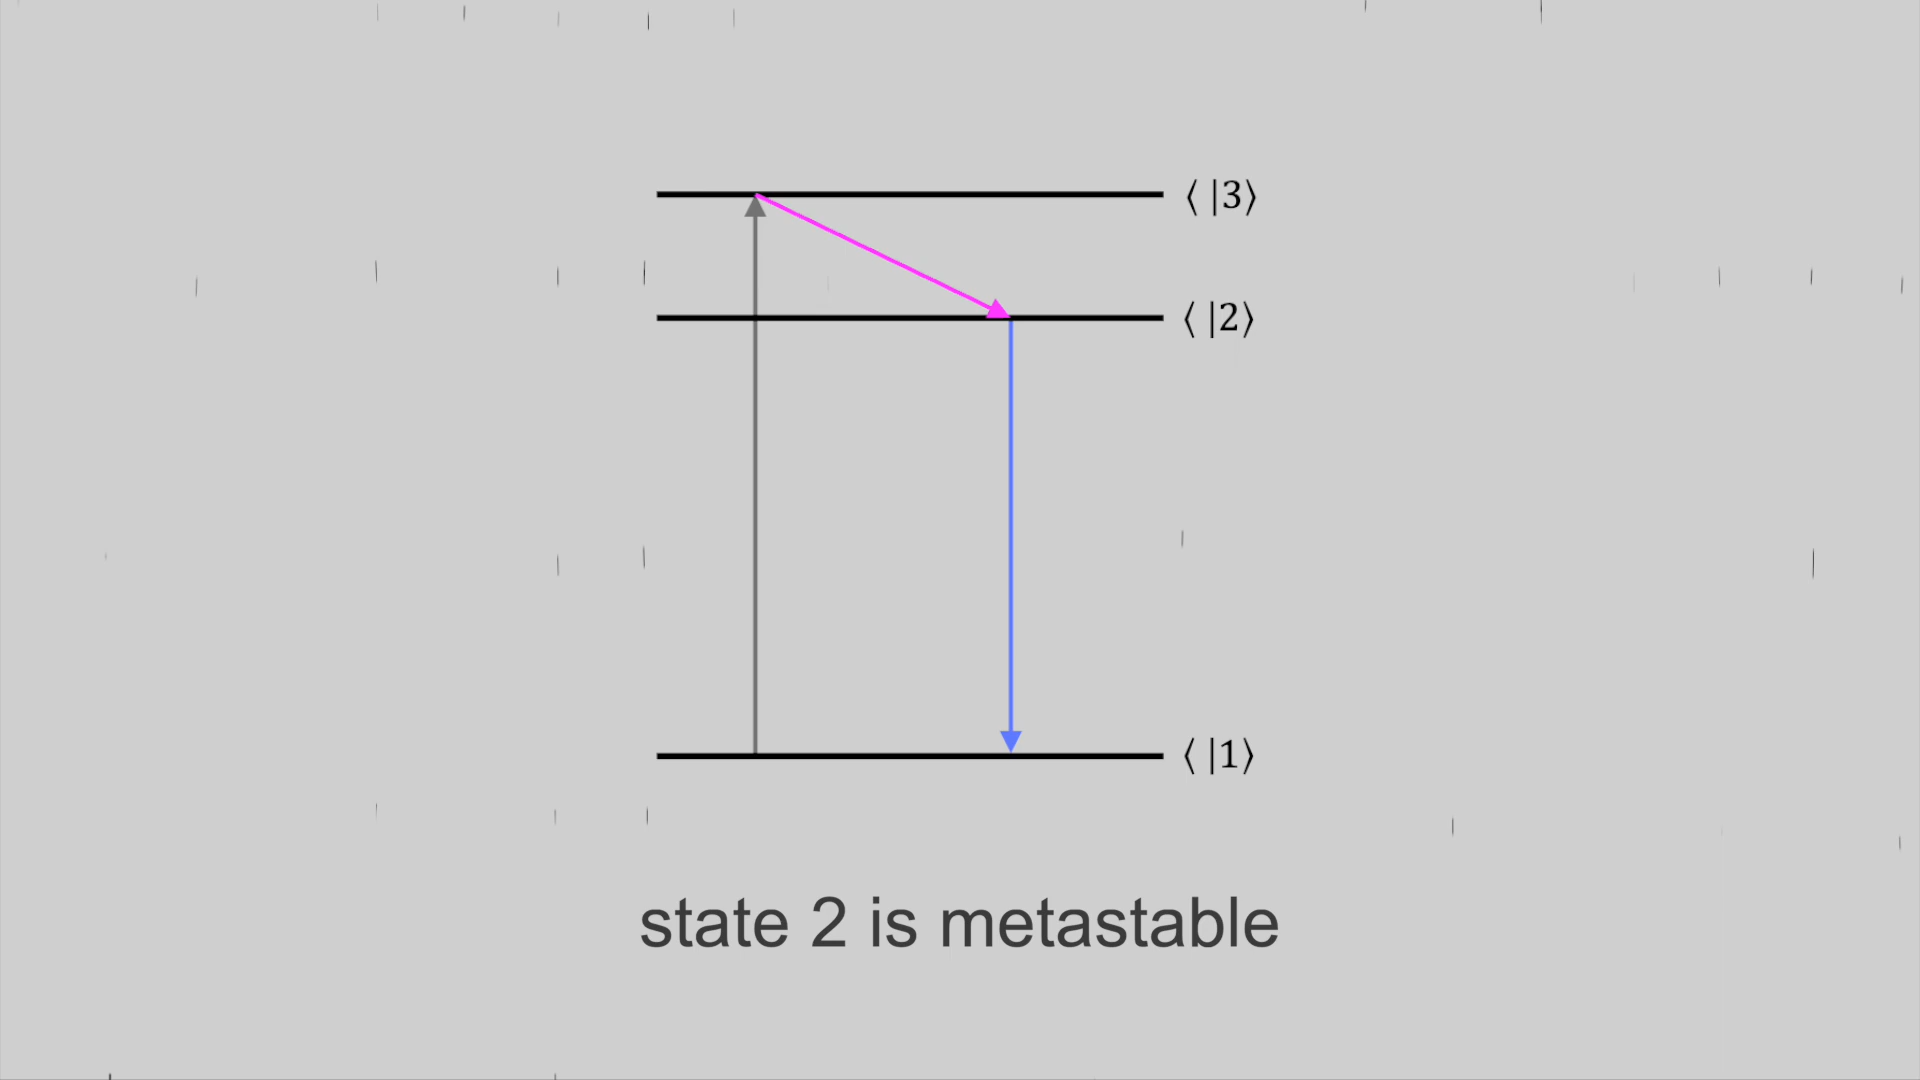 ⟨ |3⟩
⟨ |2⟩
⟨ |1⟩
state 2 is metastable